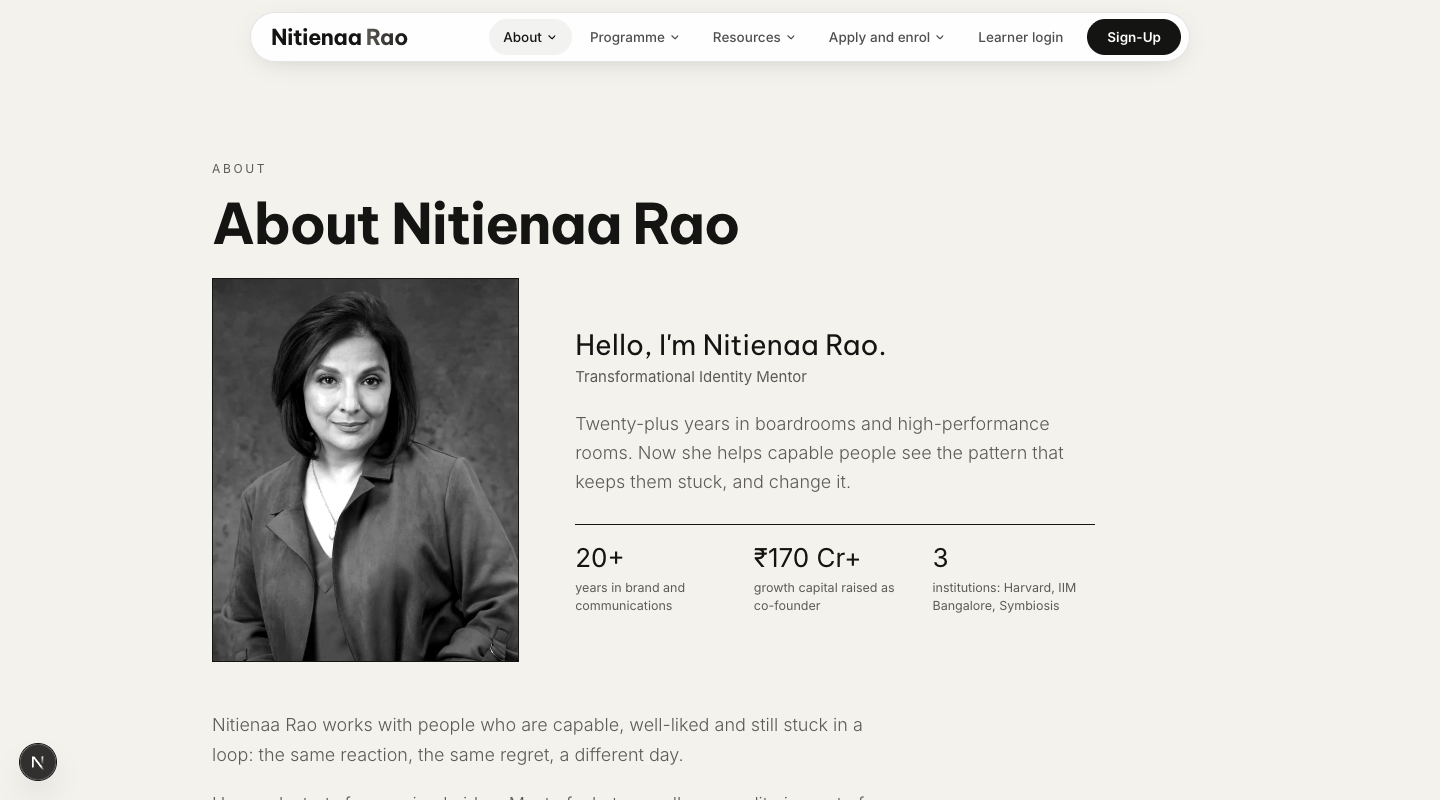 Nitienaa Rao
About
Programme
Resources
Apply and enrol
Learner login
Sign-Up
ABOUT
About Nitienaa Rao
Hello, I'm Nitienaa Rao.
Transformational Identity Mentor
Twenty-plus years in boardrooms and high-performance
rooms. Now she helps capable people see the pattern that
keeps them stuck, and change it.
20+
years in brand and
communications
₹170 Cr+
growth capital raised as
co-founder
3
institutions: Harvard, IIM
Bangalore, Symbiosis
Nitienaa Rao works with people who are capable, well-liked and still stuck in a
loop: the same reaction, the same regret, a different day.
N